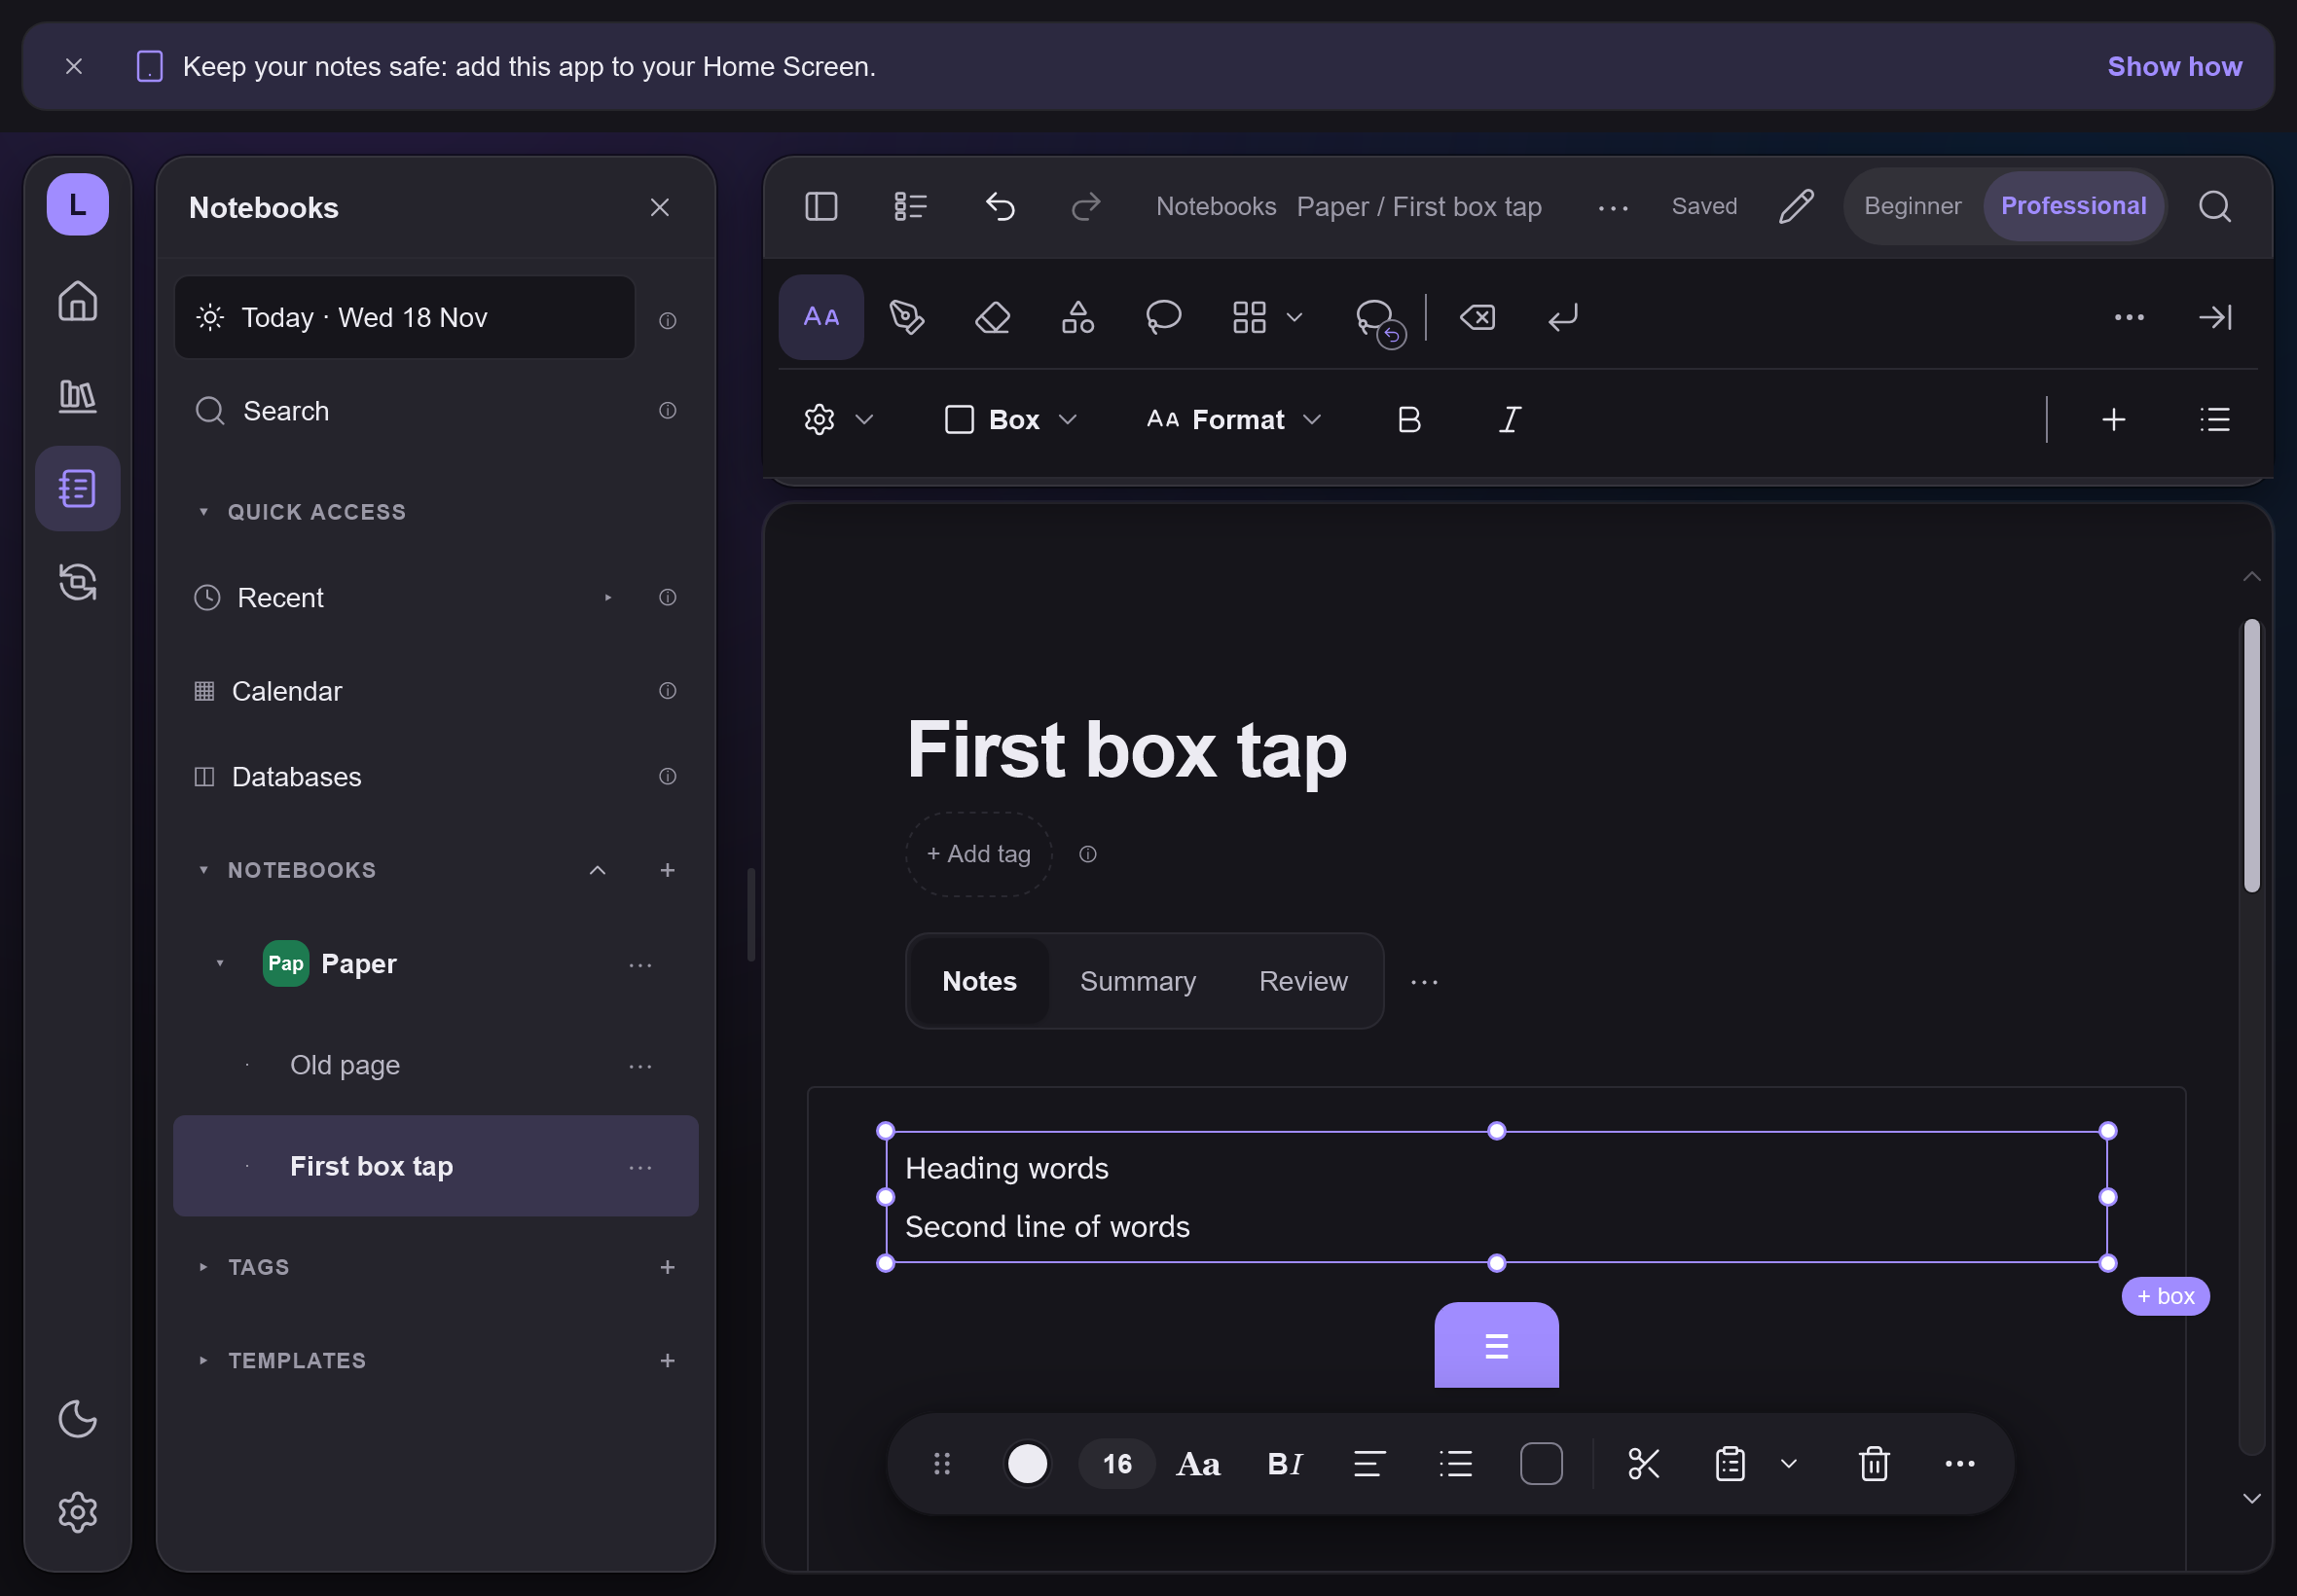 Keep your notes safe: add this app to your Home Screen.
Show how
L
Notebooks
Today · Wed 18 Nov
Search
QUICK ACCESS
Recent
Calendar
Databases
NOTEBOOKS
Pap Paper
Old page
First box tap
TAGS
TEMPLATES
Notebooks Paper / First box tap
Saved
Beginner Professional
Box
Format
B I
First box tap
+ Add tag
Notes Summary Review
Heading words
Second line of words
+ box
16 Aa BI